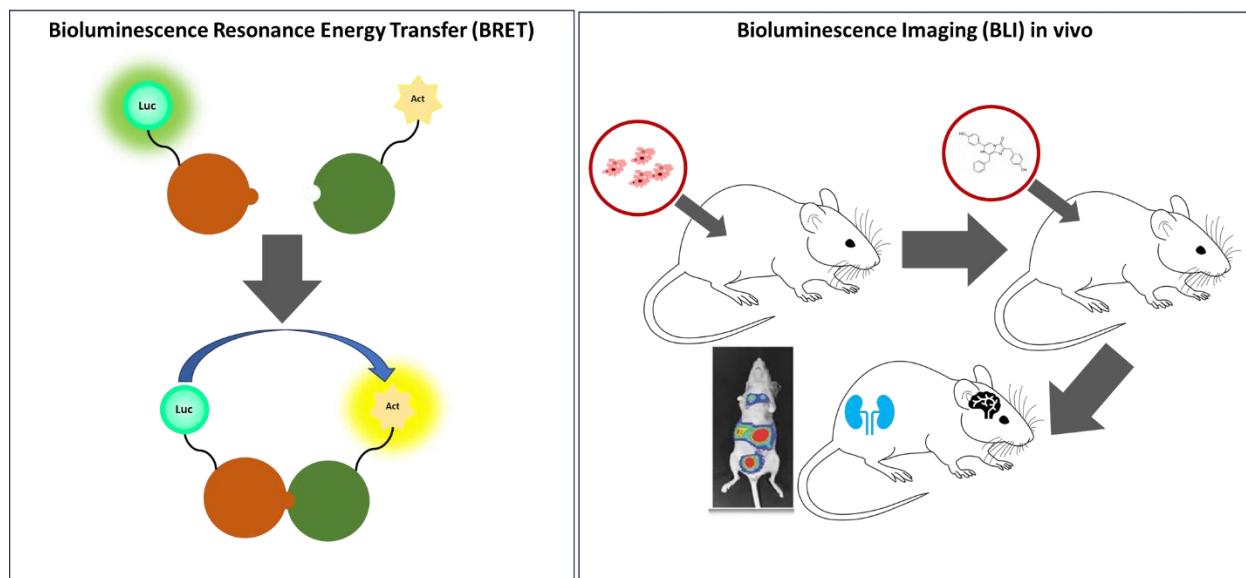 Bioluminescence Resonance Energy Transfer (BRET)
Luc
Act
Luc
Act
Bioluminescence Imaging (BLI) in vivo